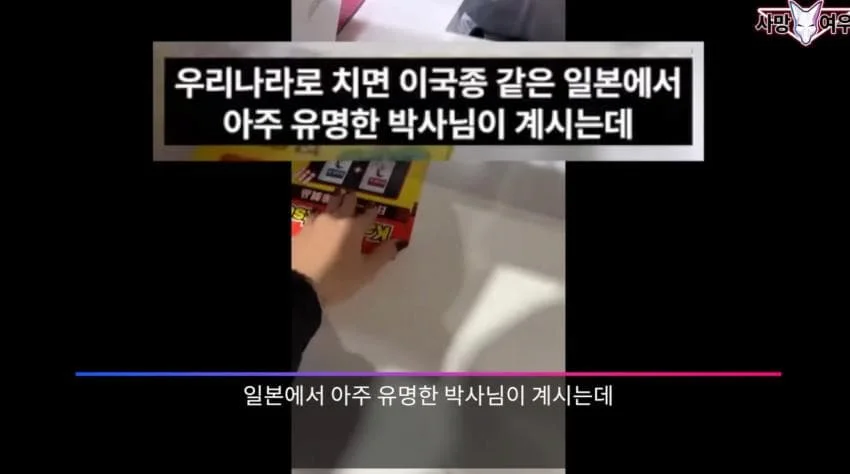 사망여우
우리나라로 치면 이국종 같은 일본에서
아주 유명한 박사님이 계시는데
일본에서 아주 유명한 박사님이 계시는데